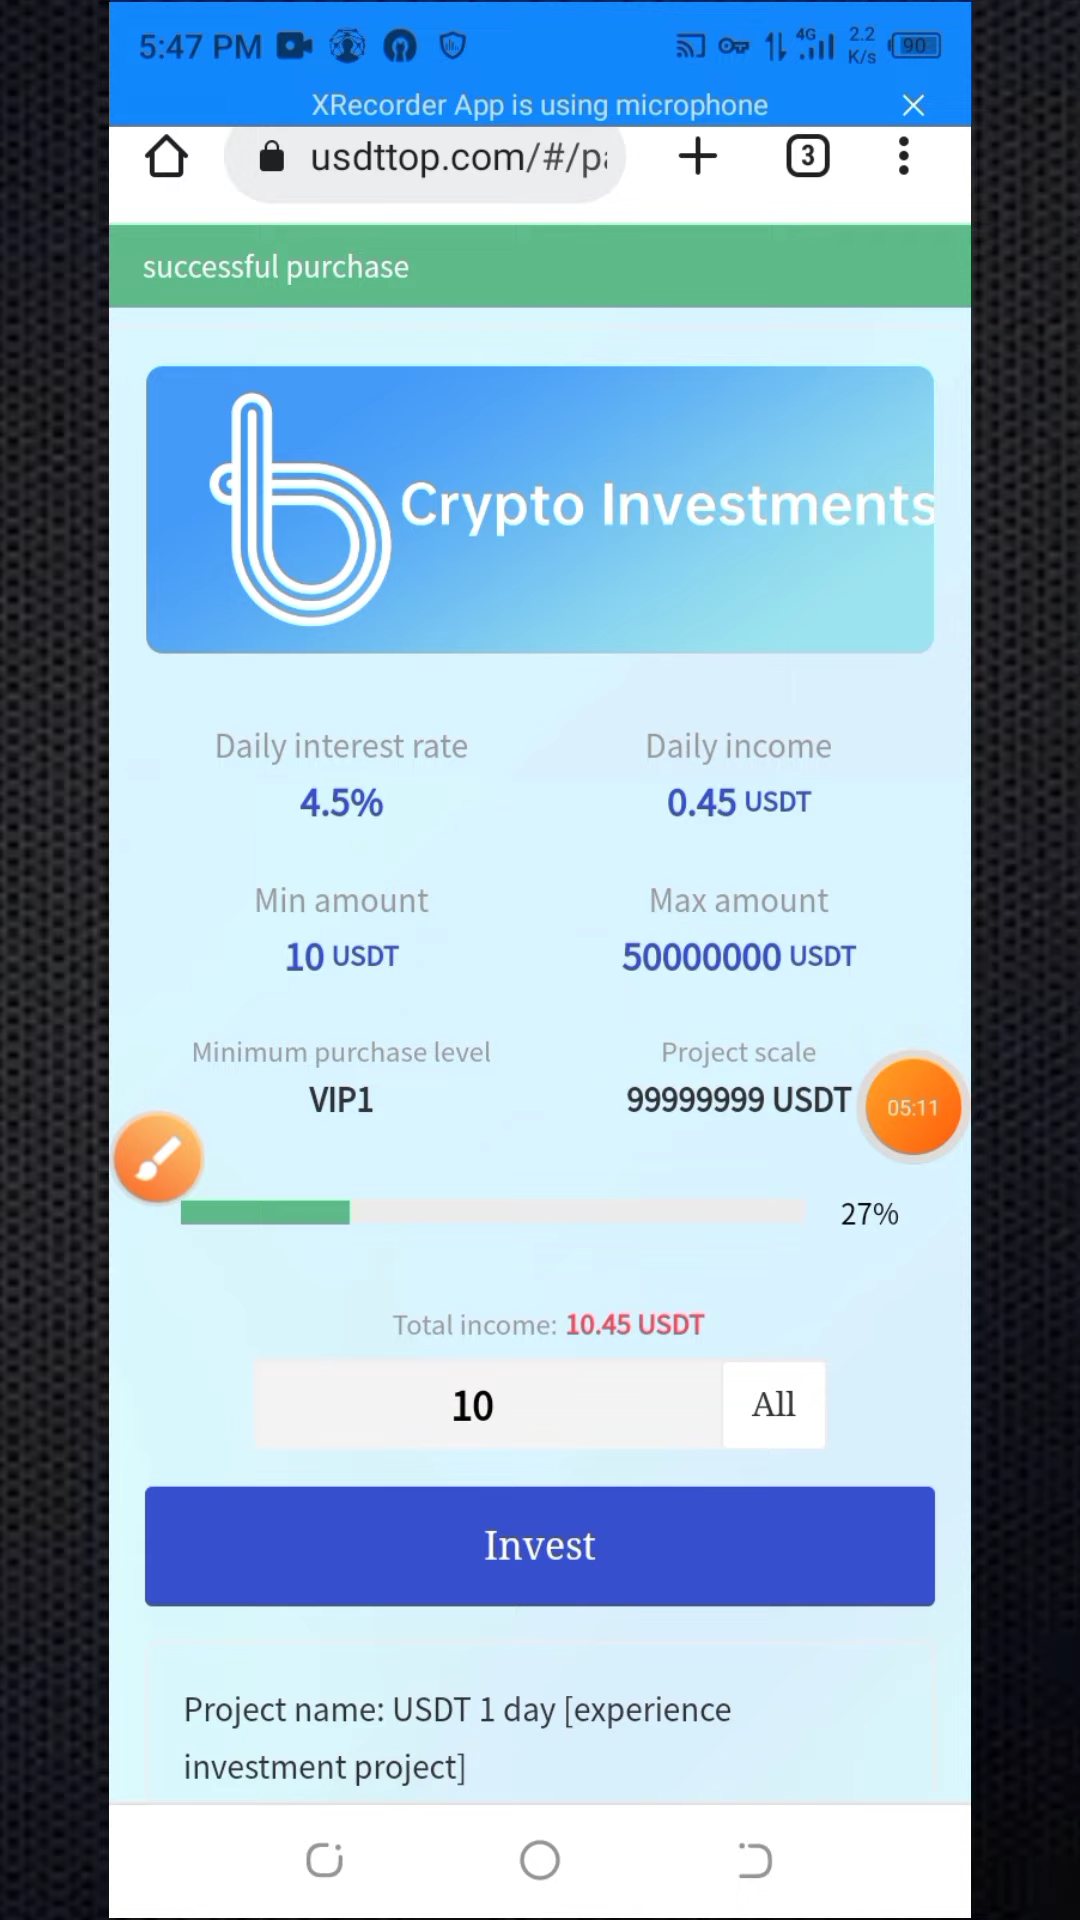 5:47 PM
4G
2.2
K/s
90
XRecorder App is using microphone
usdttop.com/#/pa
3
successful purchase
Crypto Investments
Daily interest rate
Daily income
4.5%
0.45 USDT
Min amount
Max amount
10 USDT
50000000 USDT
Minimum purchase level
Project scale
VIP1
99999999 USDT
05:11
27%
Total income: 10.45 USDT
10
All
Invest
Project name: USDT 1 day [experience
investment project]